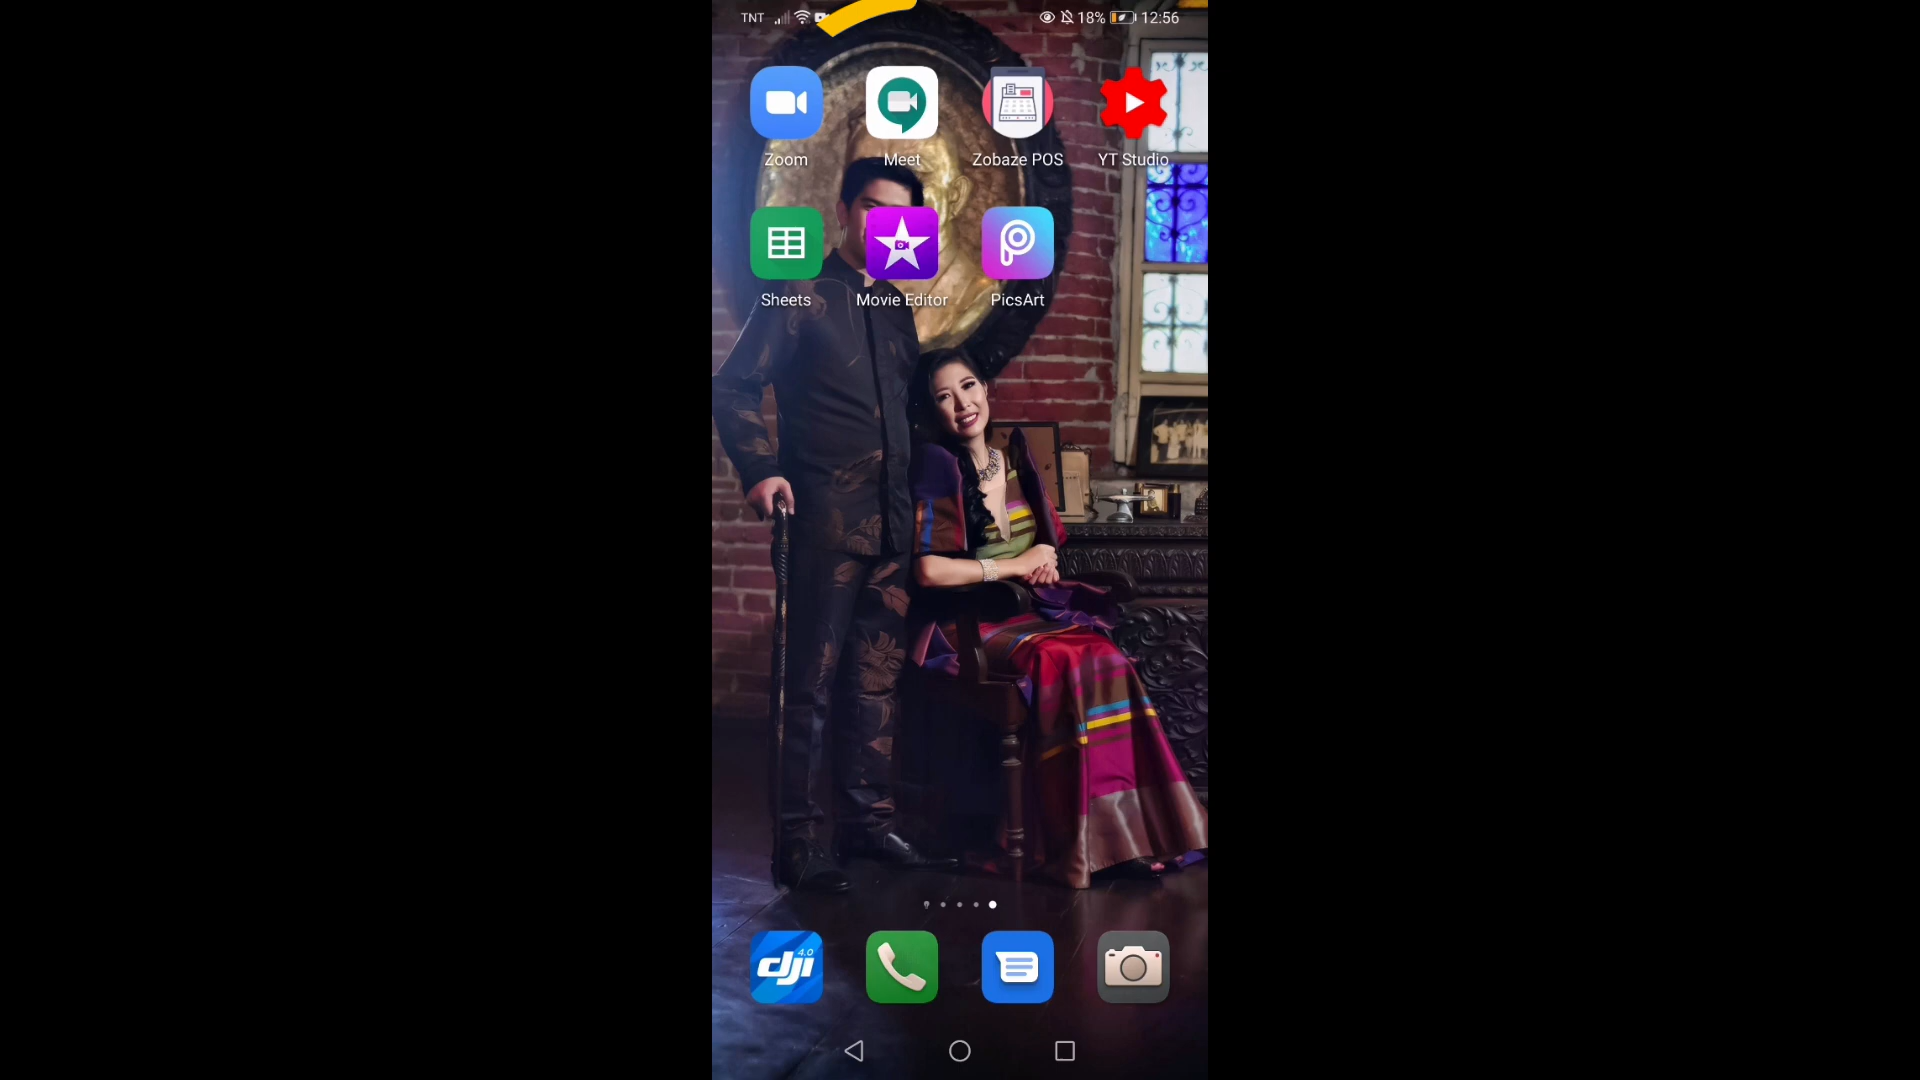 TNT 18% 12:56
Zoom Meet Zobaze POS YT Studio
Sheets Movie Editor PicsArt
dji 4.0